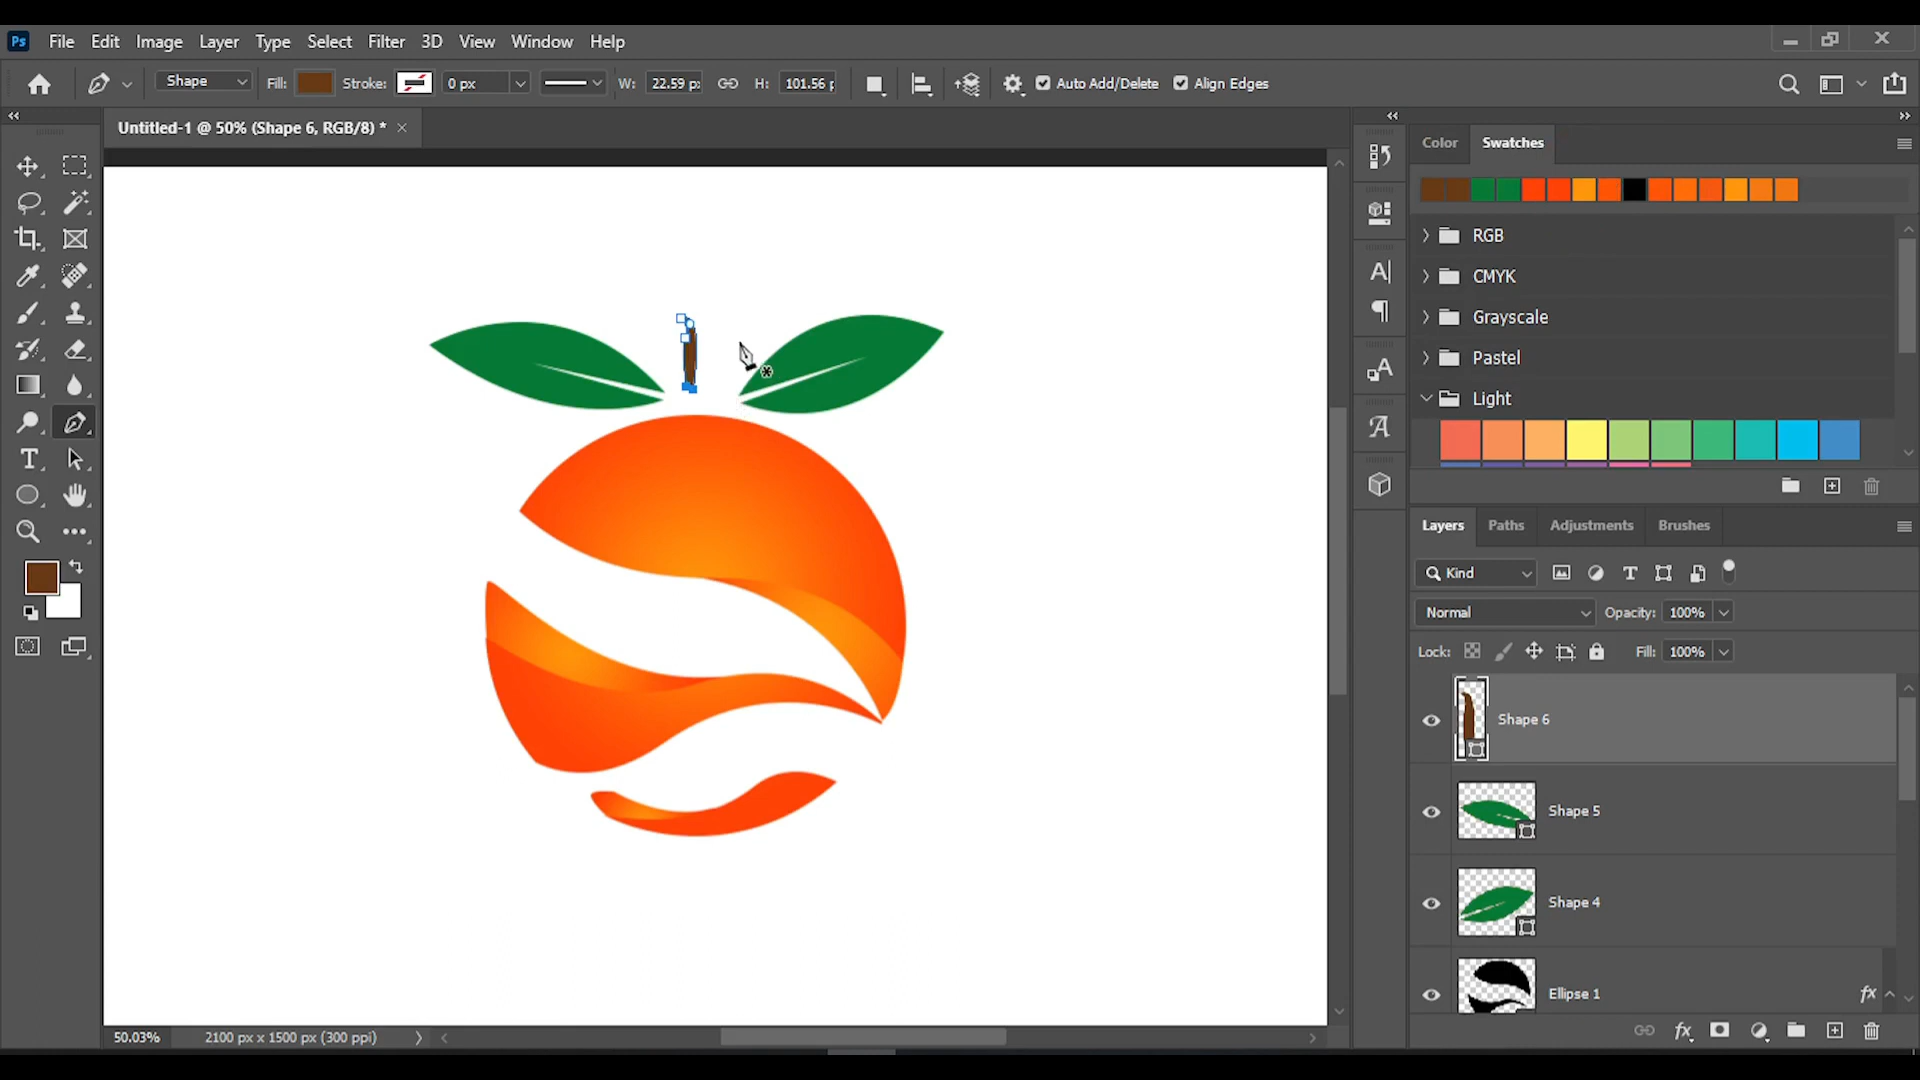 Ps File Edit Image Layer Type Select Filter 3D View Window Help
Shape Fill: Stroke: 0 px W: 22.59 px H: 101.56 p Auto Add/Delete Align Edges
Untitled-1 @ 50% (Shape 6, RGB/8) *
Color Swatches
RGB
CMYK
Grayscale
Pastel
Light
Layers Paths Adjustments Brushes
Kind
Normal Opacity: 100%
Lock: Fill: 100%
Shape 6
Shape 5
Shape 4
Ellipse 1 fx
50.03% 2100 px x 1500 px (300 ppi) fx